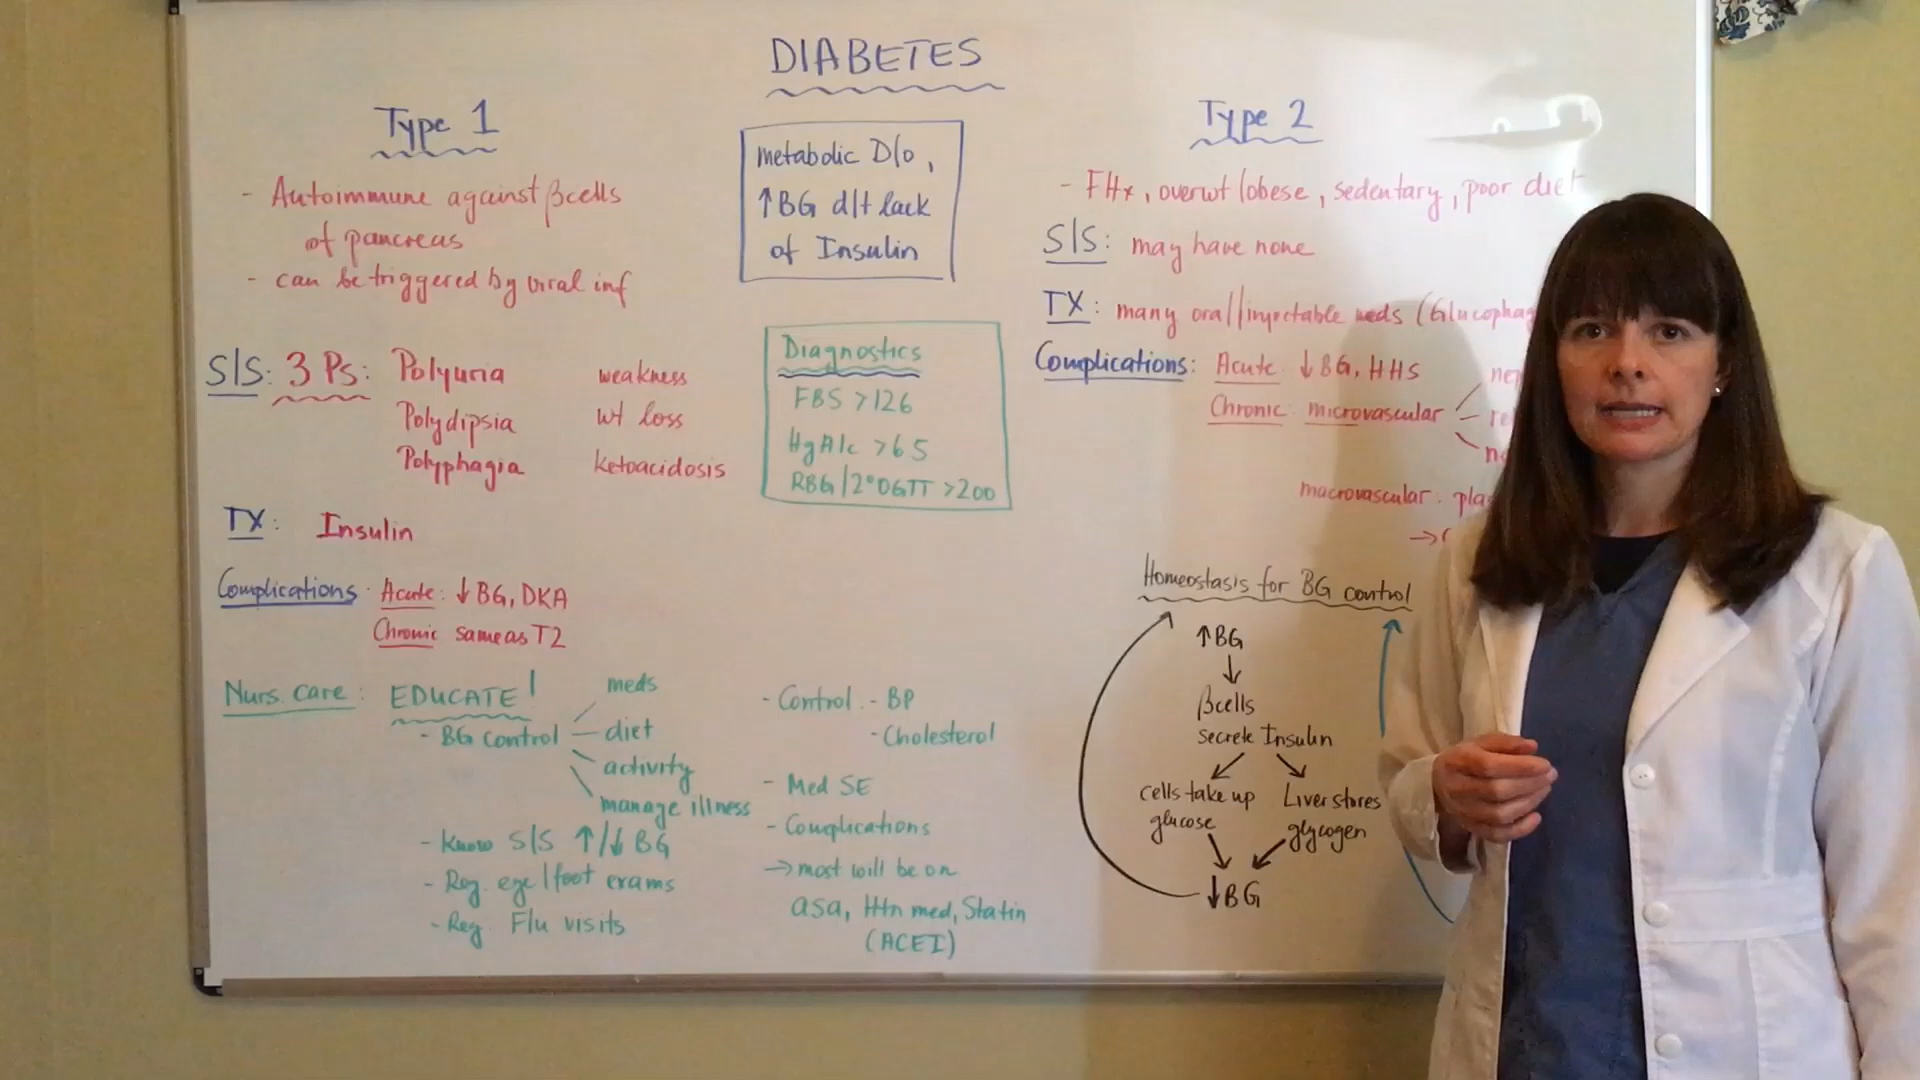 DIABETES
Type 1
- Autoimmune against βcells
of pancreas
- can be triggered by viral inf
S/S: 3 Ps: Polyuria weakness
Polydipsia wt loss
Polyphagia ketoacidosis
TX: Insulin
Complications: Acute: ↓BG, DKA
Chronic same as T2
Nurs. care: EDUCATE!
- BG control
meds
diet
activity
manage illness
- Know S/S ↑/↓ BG
- Reg. eye/foot exams
- Reg. Flu visits
metabolic D/o,
↑BG d/t lack
of Insulin
Diagnostics
FBS >126
HgA1c >6 5
RBG/2°OGTT >200
- Control - BP
- Cholesterol
- Med SE
- Complications
→ most will be on
asa, Htn med, Statin
(ACEI)
Type 2
- FHx, overwt/obese, sedentary, poor diet
S/S: may have none
TX: many oral/injectable meds (Glucophag
Complications: Acute ↓BG, HHS
Chronic: microvascular
macrovascular: pla
Homeostasis for BG control
↑BG
↓
βcells
secrete Insulin
cells take up
glucose
Liver stores
glycogen
↓BG